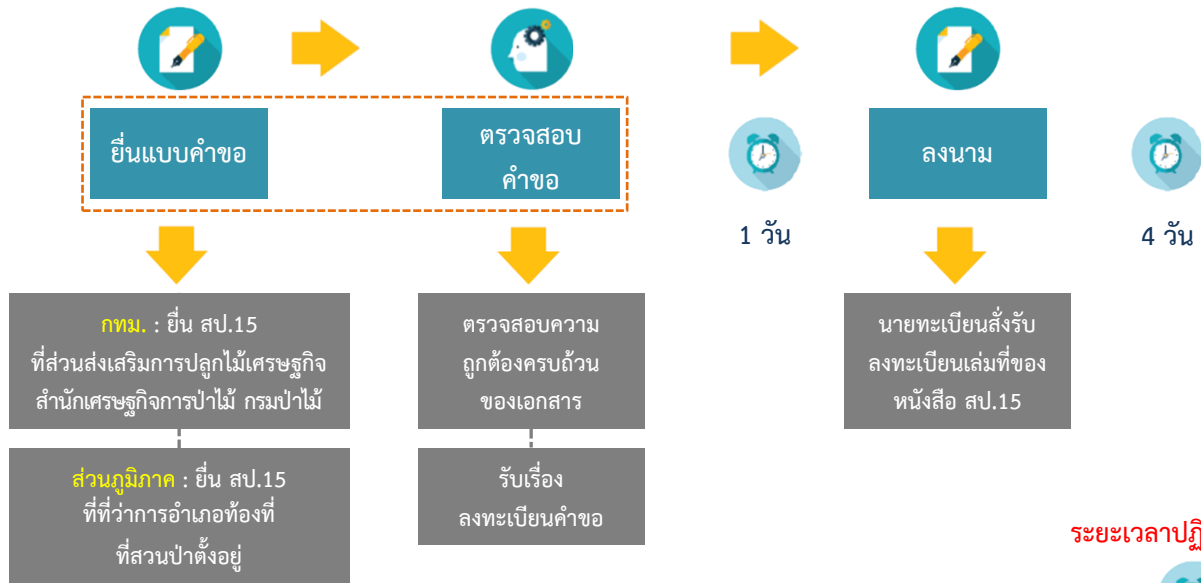 ยื่นแบบคำขอ
ตรวจสอบ
คำขอ
1 วัน
ลงนาม
4 วัน
กทม. : ยื่น สป.15
ที่ส่วนส่งเสริมการปลูกไม้เศรษฐกิจ
สำนักเศรษฐกิจการป่าไม้ กรมป่าไม้
ส่วนภูมิภาค : ยื่น สป.15
ที่ที่ว่าการอำเภอท้องที่
ที่สวนป่าตั้งอยู่
ตรวจสอบความ
ถูกต้องครบถ้วน
ของเอกสาร
รับเรื่อง
ลงทะเบียนคำขอ
นายทะเบียนสั่งรับ
ลงทะเบียนเล่มที่ของ
หนังสือ สป.15
ระยะเวลาปฏิ